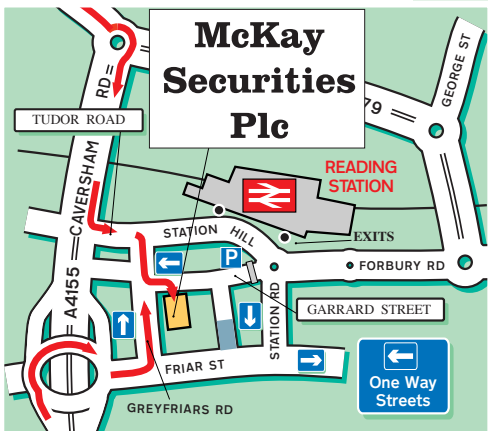 McKay
Securities
Plc
RD
GEORGE ST
79
TUDOR ROAD
READING
STATION
CAVERSHAM
STATION HILL
EXITS
P
FORBURY RD
A4155
GARRARD STREET
STATION RD
FRIAR ST
One Way
Streets
GREYFRIARS RD